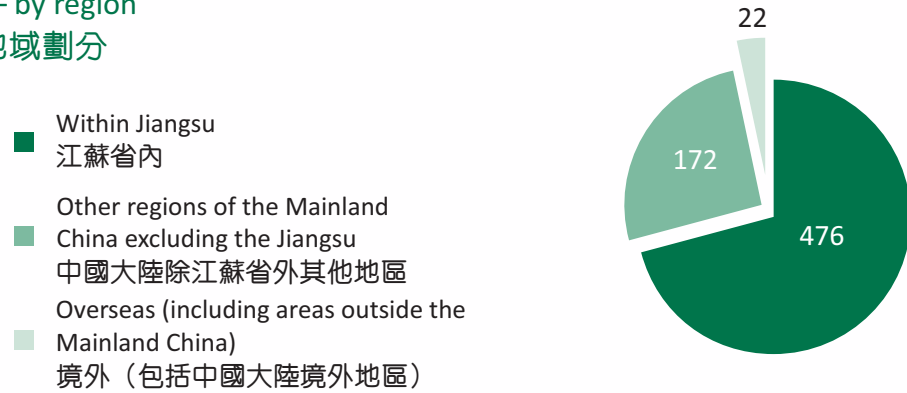 - by region
地域劃分
Within Jiangsu
江蘇省內
Other regions of the Mainland
China excluding the Jiangsu
中國大陸除江蘇省外其他地區
Overseas (including areas outside the
Mainland China)
境外（包括中國大陸境外地區）
22
172
476